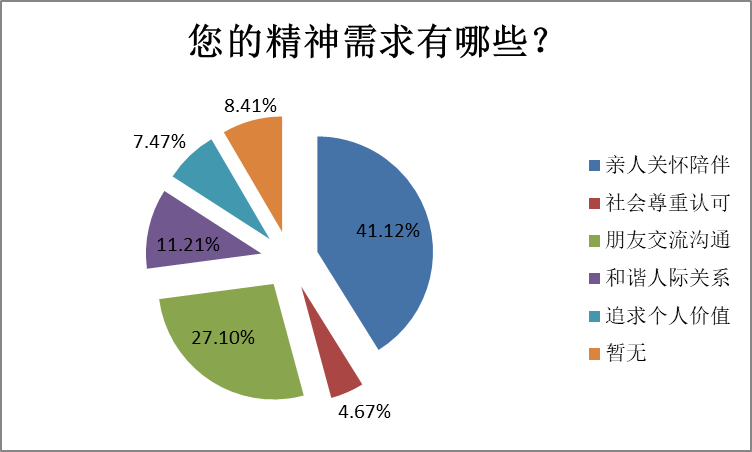 您的精神需求有哪些？
8.41%
7.47%
41.12%
11.21%
27.10%
4.67%
亲人关怀陪伴
社会尊重认可
朋友交流沟通
和谐人际关系
追求个人价值
暂无